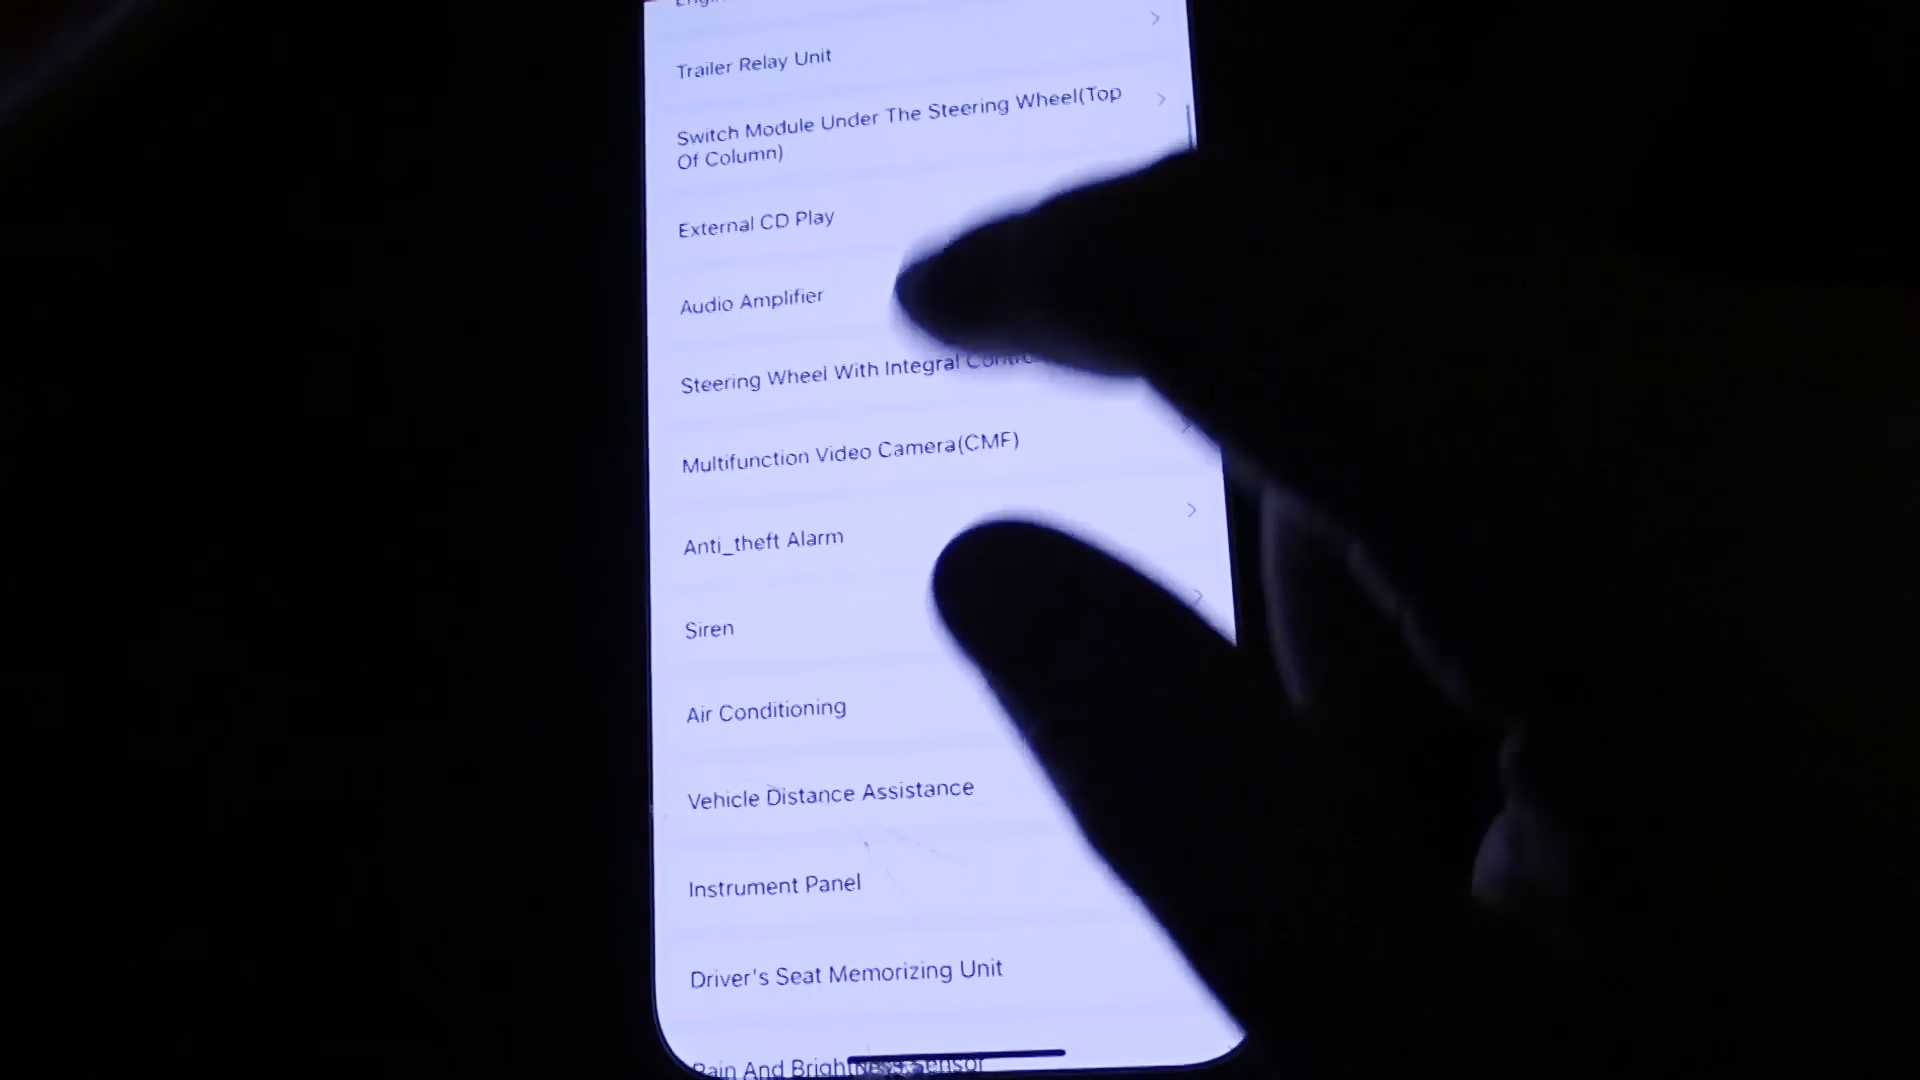 Trailer Relay Unit
Switch Module Under The Steering Wheel(Top
Of Column)
External CD Play
Audio Amplifier
Steering Wheel With Integral
Multifunction Video Camera(CMF)
Anti_theft Alarm
Siren
Air Conditioning
Vehicle Distance Assistance
Instrument Panel
Driver's Seat Memorizing Unit
Rain And Brightness Sensor